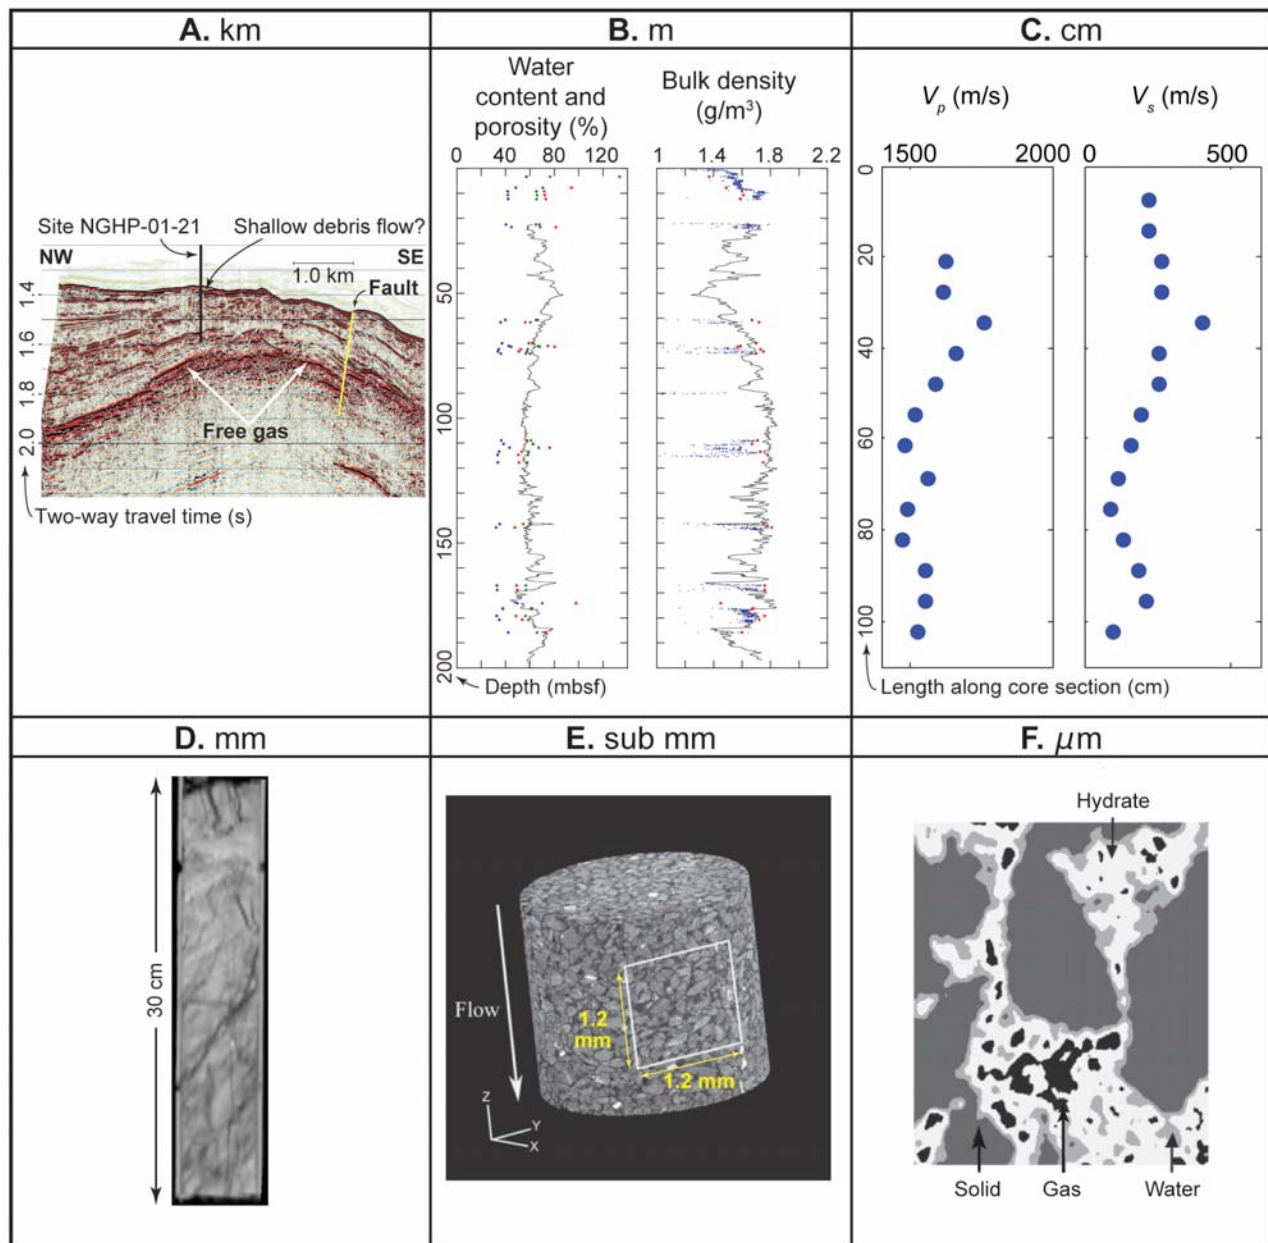 A. km
Site NGHP-01-21
Shallow debris flow?
NW
SE
1.0 km
Fault
1.4
1.6
1.8
2.0
Free gas
Two-way travel time (s)
B. m
Water
content and
porosity (%)
0 40 80 120
Bulk density
(g/m³)
1 1.4 1.8 2.2
0
50
100
150
200
Depth (mbsf)
C. cm
Vp (m/s)
1500 2000
Vs (m/s)
0 500
0
20
40
60
80
100
Length along core section (cm)
D. mm
30 cm
E. sub mm
Flow
1.2
mm
1.2 mm
Z
Y
X
F. μm
Hydrate
Solid
Gas
Water